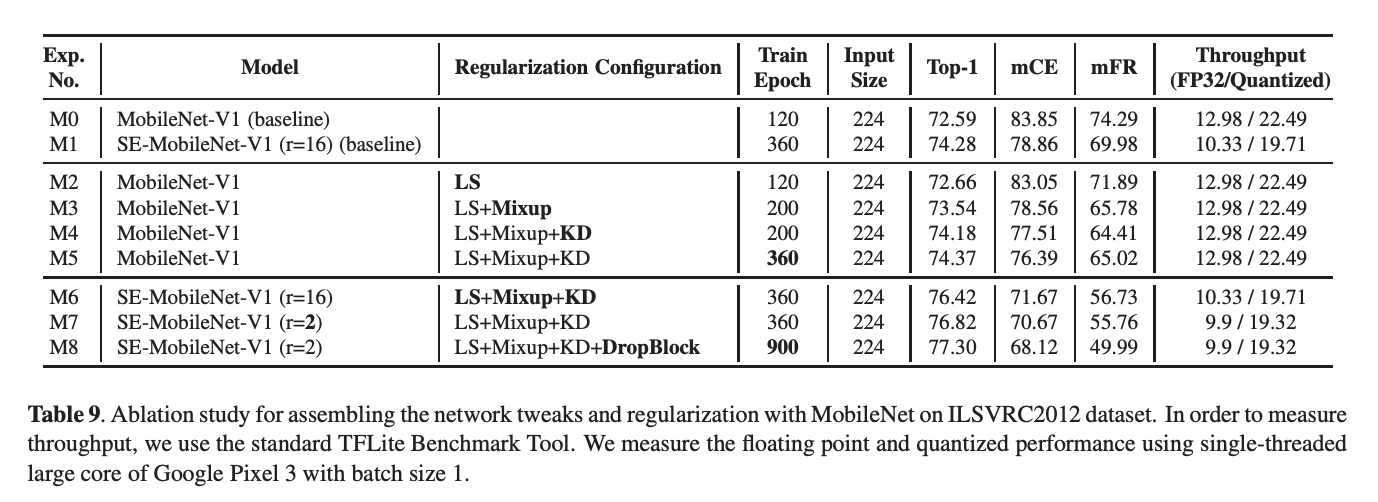 Exp. No. Model Regularization Configuration Train Epoch Input Size Top-1 mCE mFR Throughput (FP32/Quantized)
M0 MobileNet-V1 (baseline) 120 224 72.59 83.85 74.29 12.98 / 22.49
M1 SE-MobileNet-V1 (r=16) (baseline) 360 224 74.28 78.86 69.98 10.33 / 19.71
M2 MobileNet-V1 LS 120 224 72.66 83.05 71.89 12.98 / 22.49
M3 MobileNet-V1 LS+Mixup 200 224 73.54 78.56 65.78 12.98 / 22.49
M4 MobileNet-V1 LS+Mixup+KD 200 224 74.18 77.51 64.41 12.98 / 22.49
M5 MobileNet-V1 LS+Mixup+KD 360 224 74.37 76.39 65.02 12.98 / 22.49
M6 SE-MobileNet-V1 (r=16) LS+Mixup+KD 360 224 76.42 71.67 56.73 10.33 / 19.71
M7 SE-MobileNet-V1 (r=2) LS+Mixup+KD 360 224 76.82 70.67 55.76 9.9 / 19.32
M8 SE-MobileNet-V1 (r=2) LS+Mixup+KD+DropBlock 900 224 77.30 68.12 49.99 9.9 / 19.32
Table 9. Ablation study for assembling the network tweaks and regularization with MobileNet on ILSVRC2012 dataset. In order to measure
throughput, we use the standard TFLite Benchmark Tool. We measure the floating point and quantized performance using single-threaded
large core of Google Pixel 3 with batch size 1.